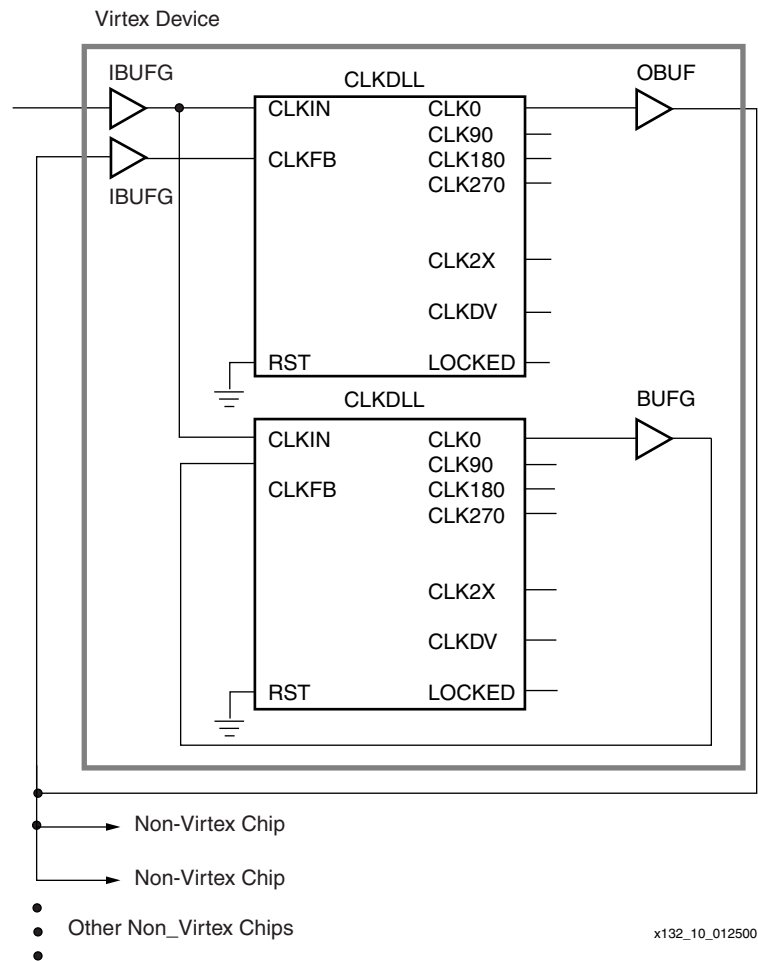 Virtex Device
IBUFG
CLKDLL
OBUF
CLKIN
CLK0
CLK90
CLKFB
CLK180
CLK270
IBUFG
CLK2X
CLKDV
RST
LOCKED
CLKDLL
BUFG
CLKIN
CLK0
CLK90
CLKFB
CLK180
CLK270
CLK2X
CLKDV
RST
LOCKED
Non-Virtex Chip
Non-Virtex Chip
Other Non_Virtex Chips
x132_10_012500